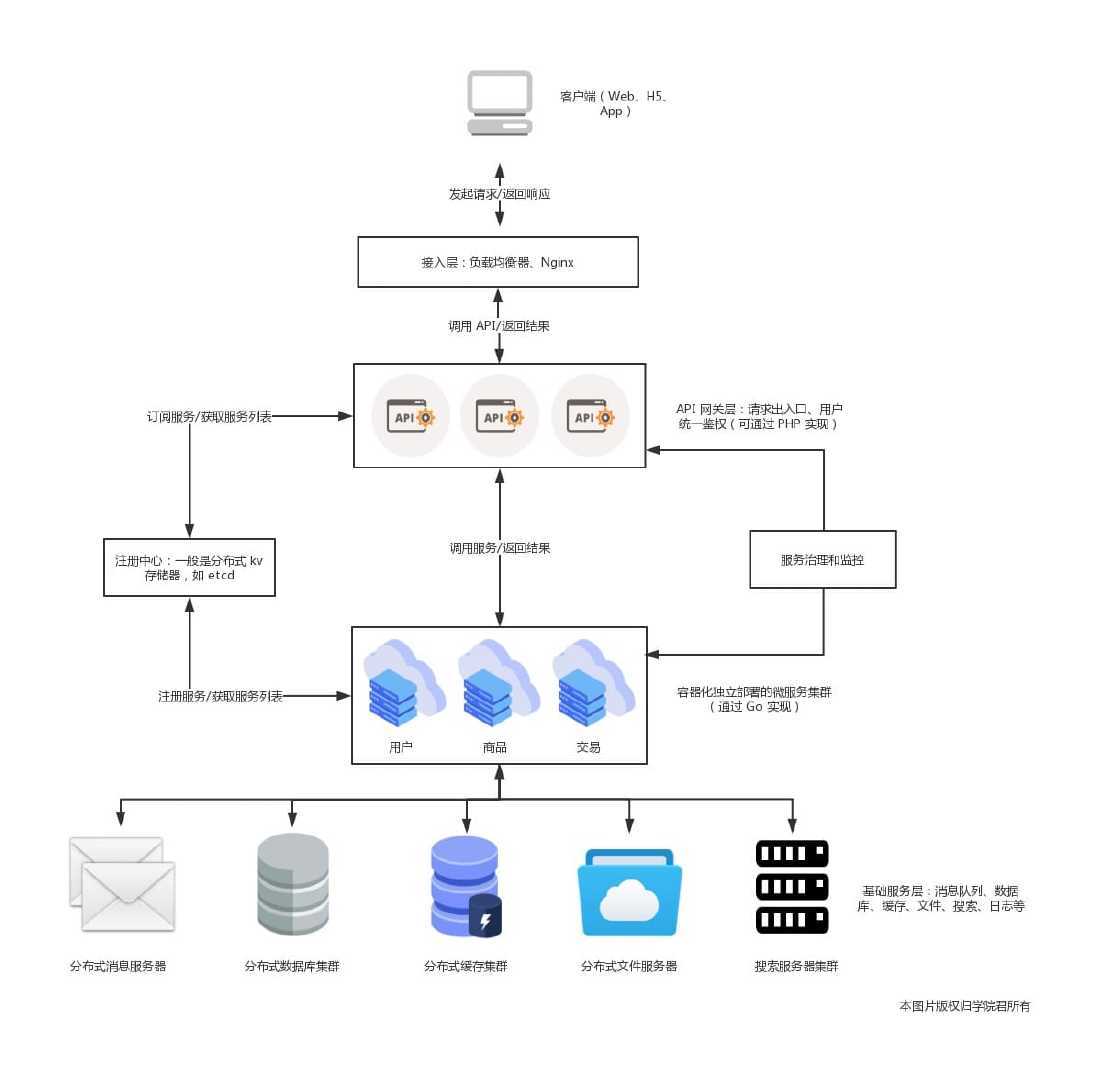 客户端（Web、H5、
App）
发起请求/返回响应
接入层：负载均衡器、Nginx
调用 API/返回结果
API
API
API
订阅服务/获取服务列表
API 网关层：请求出入口、用户
统一鉴权（可通过 PHP 实现）
调用服务/返回结果
注册中心：一般是分布式 kv
存储器，如 etcd
服务治理和监控
注册服务/获取服务列表
容器化独立部署的微服务集群
（通过 Go 实现）
用户
商品
交易
基础服务层：消息队列、数据
库、缓存、文件、搜索、日志等
分布式消息服务器
分布式数据库集群
分布式缓存集群
分布式文件服务器
搜索服务器集群
本图片版权归学院君所有